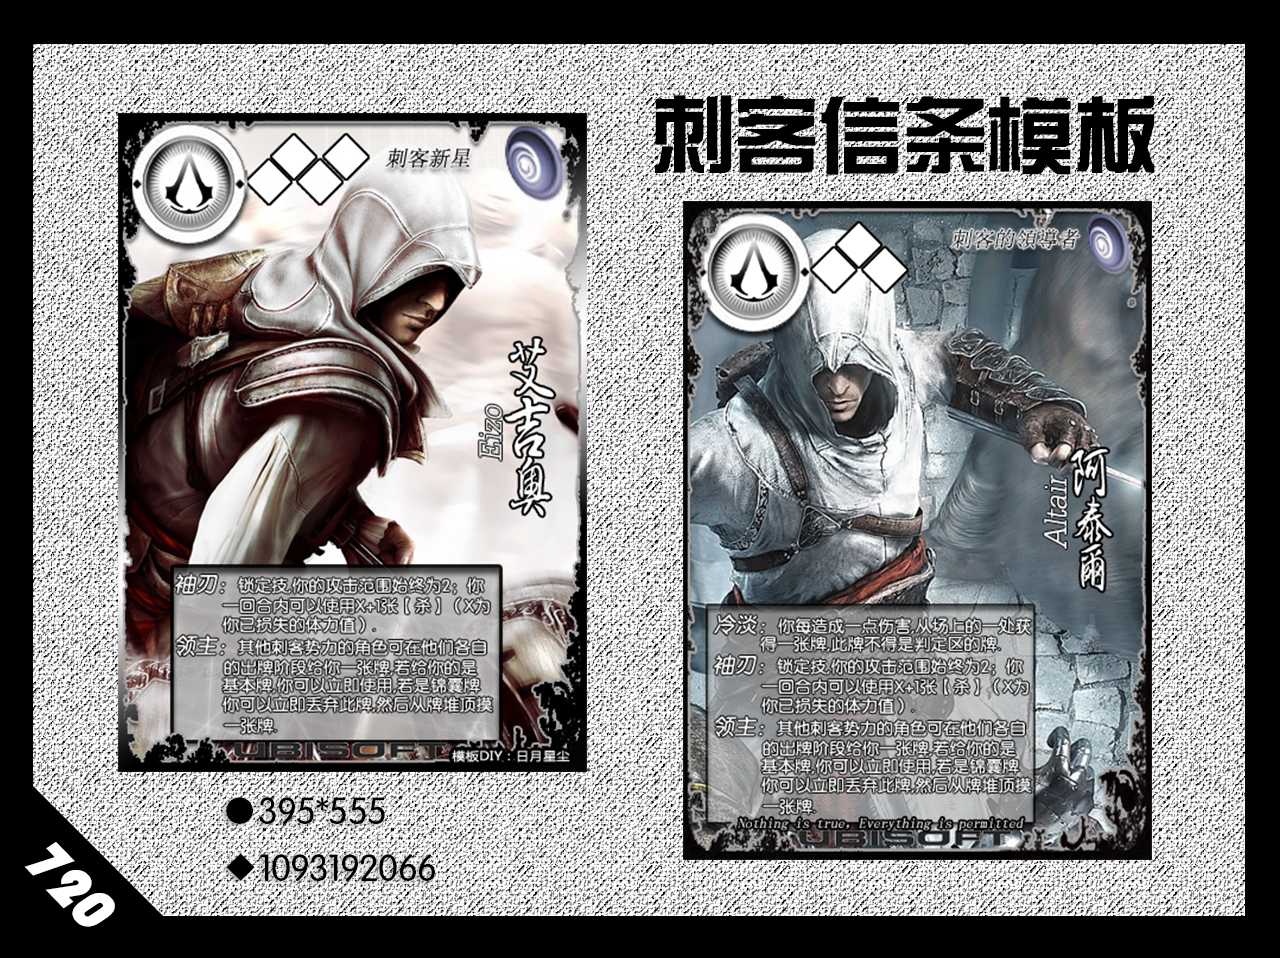 刺客信条模板
刺客新星
艾吉奥
Eizo
袖刃：锁定技,你的攻击范围始终为2；你
一回合内可以使用X+1张【杀】（X为
你已损失的体力值）.
领主：其他刺客势力的角色可在他们各自
的出牌阶段给你一张牌,若给你的是
基本牌,你可以立即使用,若是锦囊牌
你可以立即丢弃此牌,然后从牌堆顶摸
一张牌.
UBISOFT
模板DIY：日月星尘
刺客的領導者
阿泰爾
Altair
冷淡：你每造成一点伤害,从场上的一处获
得一张牌,此牌不得是判定区的牌.
袖刃：锁定技,你的攻击范围始终为2；你
一回合内可以使用X+1张【杀】（X为
你已损失的体力值）.
领主：其他刺客势力的角色可在他们各自
的出牌阶段给你一张牌,若给你的是
基本牌,你可以立即使用,若是锦囊牌
你可以立即丢弃此牌,然后从牌堆顶摸
一张牌.
Nothing is true. Everything is permitted
UBISOFT
●395*555
◆1093192066
720